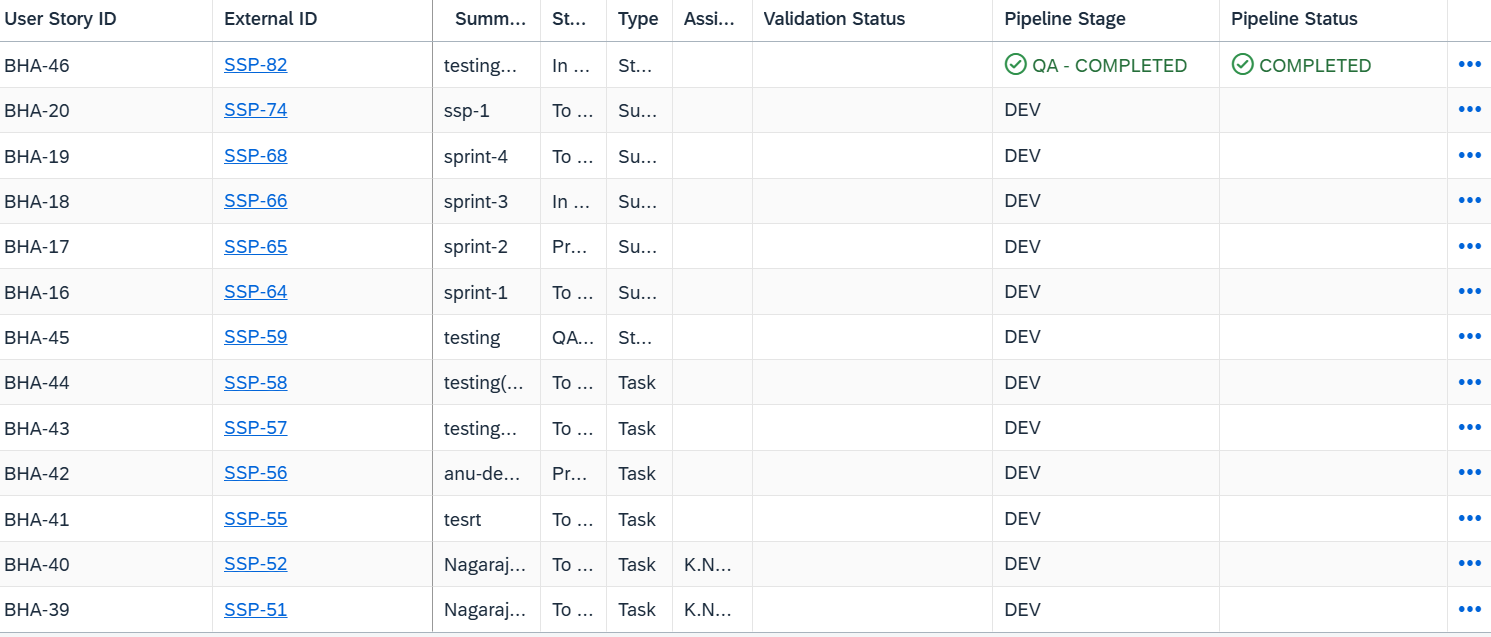 User Story ID External ID Summ... St... Type Assi... Validation Status Pipeline Stage Pipeline Status
BHA-46 SSP-82 testing... In ... St... QA - COMPLETED COMPLETED •••
BHA-20 SSP-74 ssp-1 To ... Su... DEV •••
BHA-19 SSP-68 sprint-4 To ... Su... DEV •••
BHA-18 SSP-66 sprint-3 In ... Su... DEV •••
BHA-17 SSP-65 sprint-2 Pr... Su... DEV •••
BHA-16 SSP-64 sprint-1 To ... Su... DEV •••
BHA-45 SSP-59 testing QA... St... DEV •••
BHA-44 SSP-58 testing(... To ... Task DEV •••
BHA-43 SSP-57 testing... To ... Task DEV •••
BHA-42 SSP-56 anu-de... Pr... Task DEV •••
BHA-41 SSP-55 tesrt To ... Task DEV •••
BHA-40 SSP-52 Nagaraj... To ... Task K.N... DEV •••
BHA-39 SSP-51 Nagaraj... To ... Task K.N... DEV •••